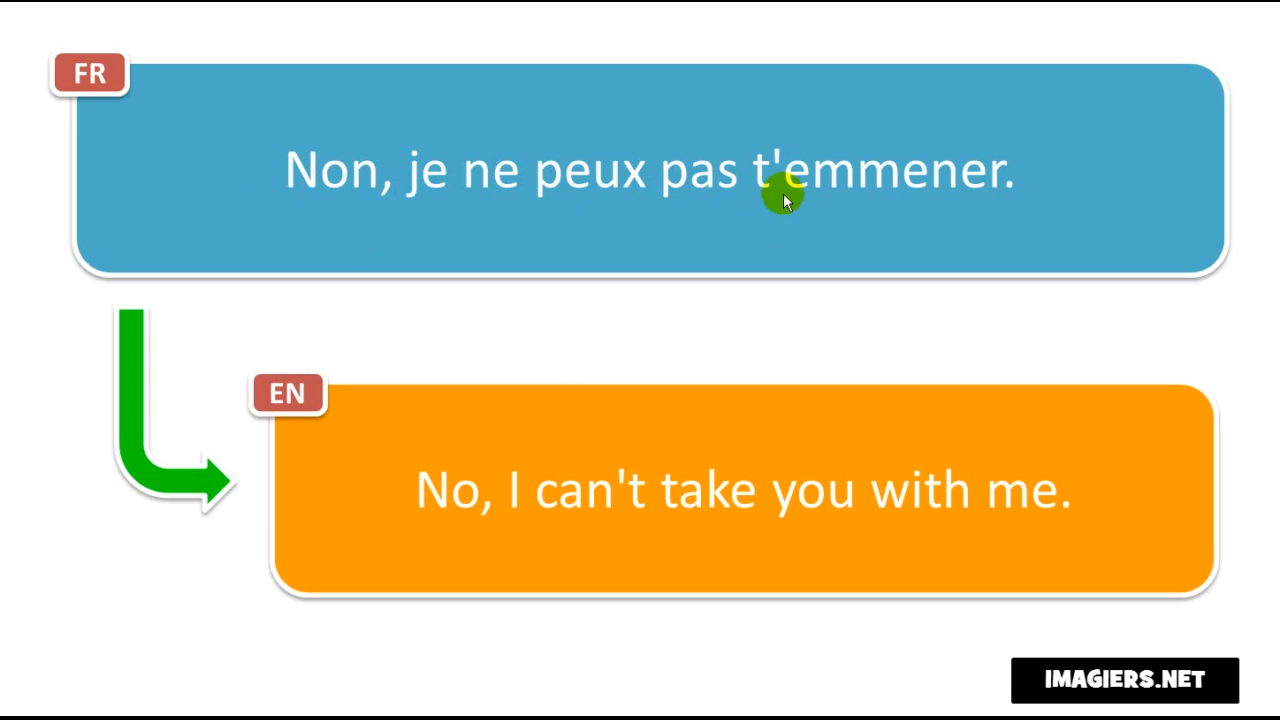 FR
Non, je ne peux pas t'emmener.
EN
No, I can't take you with me.
IMAGIERS.NET